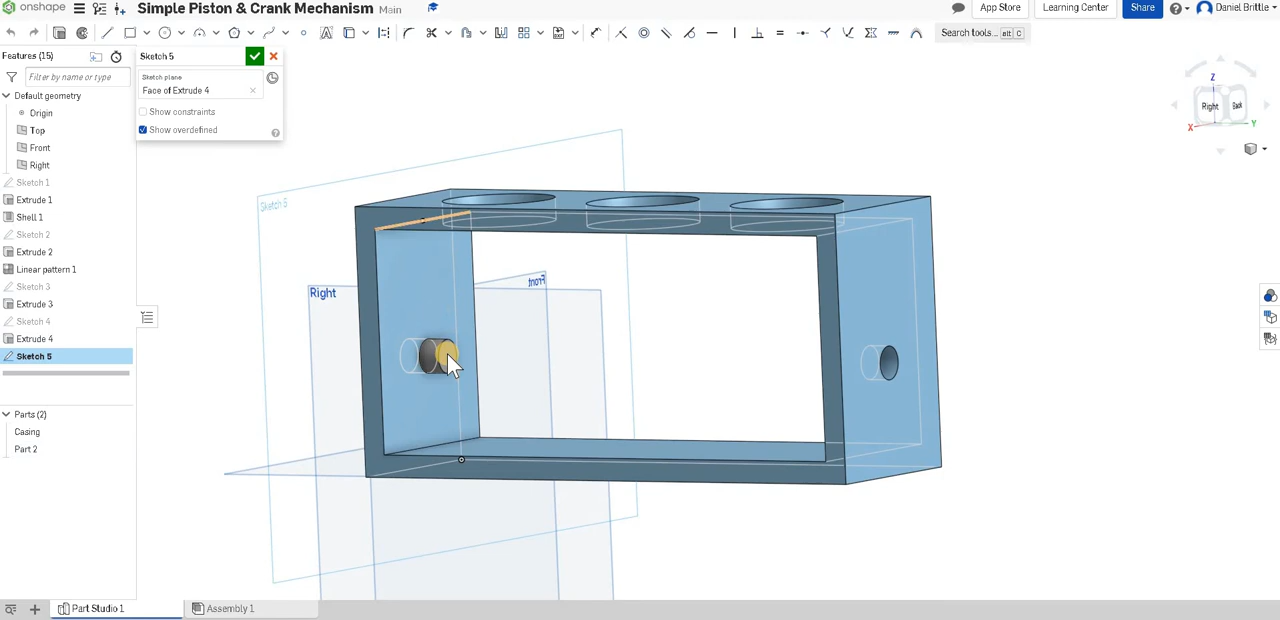 onshape Simple Piston & Crank Mechanism Main App Store Learning Center Share Daniel Brittle
Search tools... alt C
Features (15)
Filter by name or type
Default geometry
Origin
Top
Front
Right
Sketch 1
Extrude 1
Shell 1
Sketch 2
Extrude 2
Linear pattern 1
Sketch 3
Extrude 3
Sketch 4
Extrude 4
Sketch 5
Parts (2)
Casing
Part 2
Sketch 5
Sketch plane
Face of Extrude 4
Show constraints
Show overdefined
Sketch 5
Right
Front
Z
Right
Back
X
Y
Part Studio 1
Assembly 1